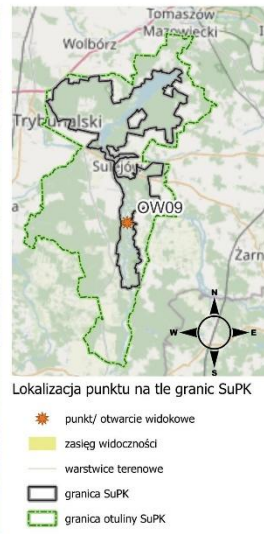 Tomaszów
Mazowiecki
Wolbórz
Trybunalski
Sulejów
OW09
Żarn
N
W
E
S
Lokalizacja punktu na tle granic SuPK
punkt/ otwarcie widokowe
zasięg widoczności
warstwice terenowe
granica SuPK
granica otuliny SuPK